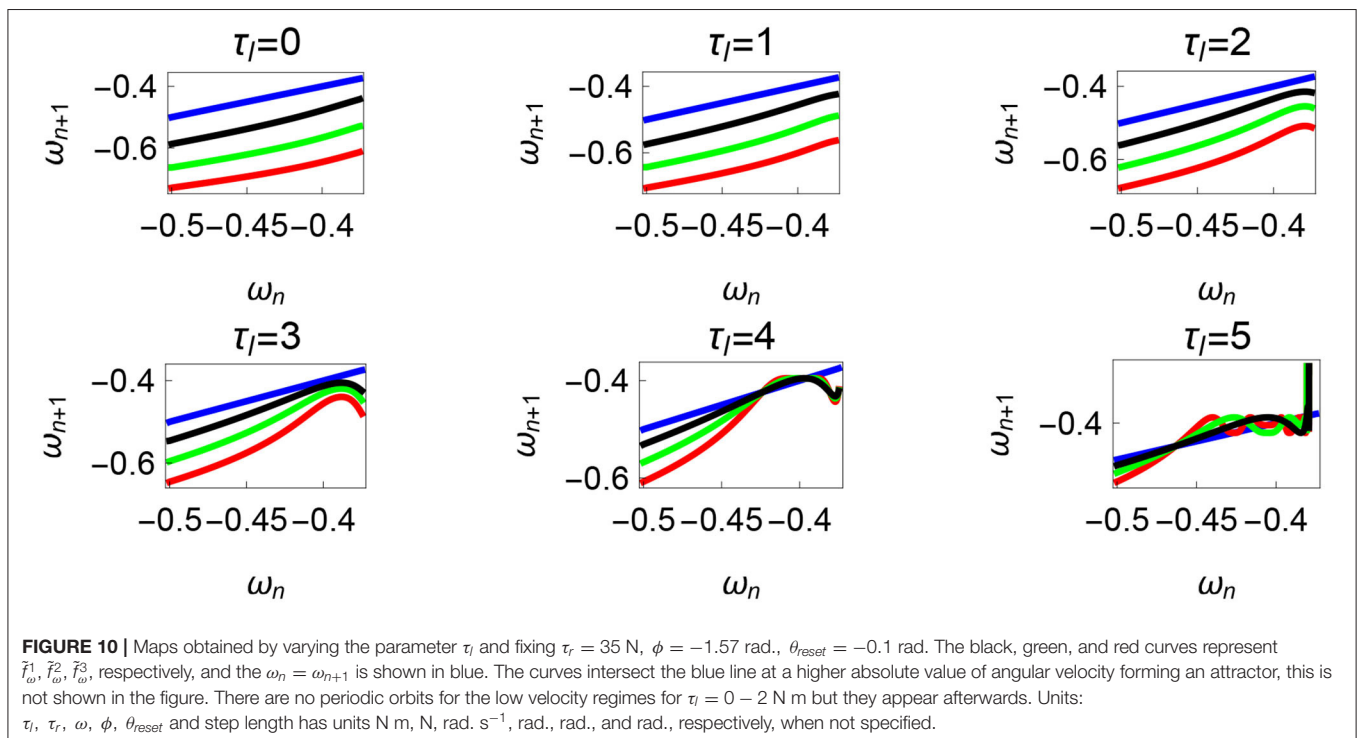 τl=0
τl=1
τl=2
ωn+1
−0.4
−0.6
−0.5 −0.45 −0.4
ωn
ωn+1
−0.4
−0.6
−0.5 −0.45 −0.4
ωn
ωn+1
−0.4
−0.6
−0.5 −0.45 −0.4
ωn
τl=3
τl=4
τl=5
ωn+1
−0.4
−0.6
−0.5 −0.45 −0.4
ωn
ωn+1
−0.4
−0.6
−0.5 −0.45 −0.4
ωn
ωn+1
−0.4
−0.5 −0.45 −0.4
ωn
FIGURE 10 | Maps obtained by varying the parameter τl and fixing τr = 35 N, ϕ = −1.57 rad., θreset = −0.1 rad. The black, green, and red curves represent
f̃¹ω, f̃²ω, f̃³ω, respectively, and the ωn = ωn+1 is shown in blue. The curves intersect the blue line at a higher absolute value of angular velocity forming an attractor, this is
not shown in the figure. There are no periodic orbits for the low velocity regimes for τl = 0 − 2 N m but they appear afterwards. Units:
τl, τr, ω, ϕ, θreset and step length has units N m, N, rad. s⁻¹, rad., rad., and rad., respectively, when not specified.